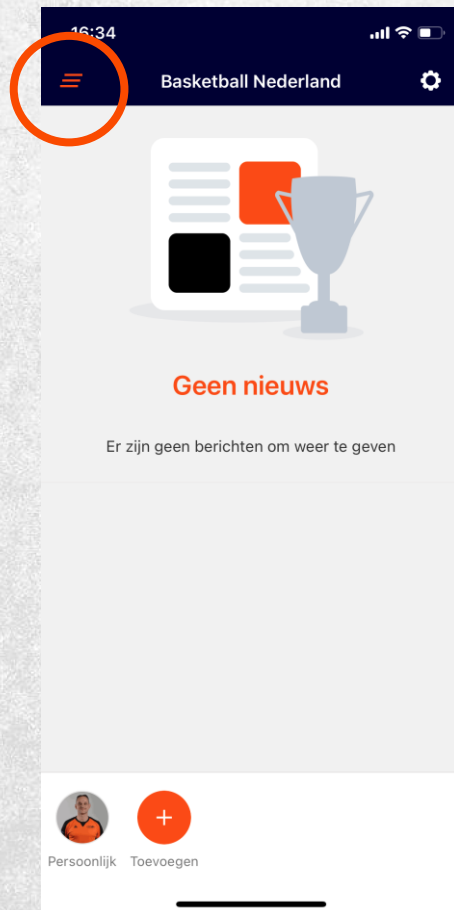 16:34
Basketball Nederland
Geen nieuws
Er zijn geen berichten om weer te geven
Persoonlijk Toevoegen